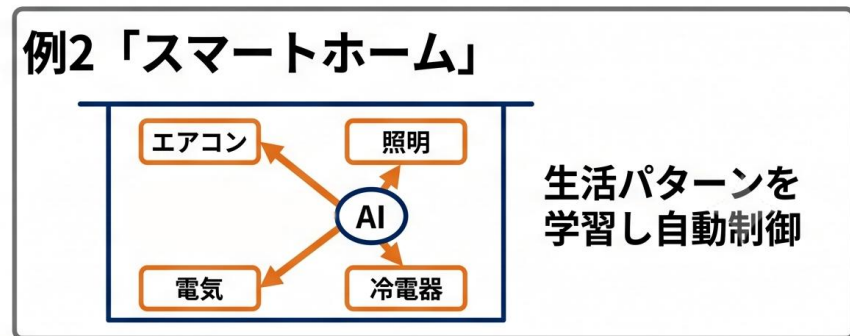 例2「スマートホーム」
エアコン
照明
AI
電気
冷電器
生活パターンを
学習し自動制御